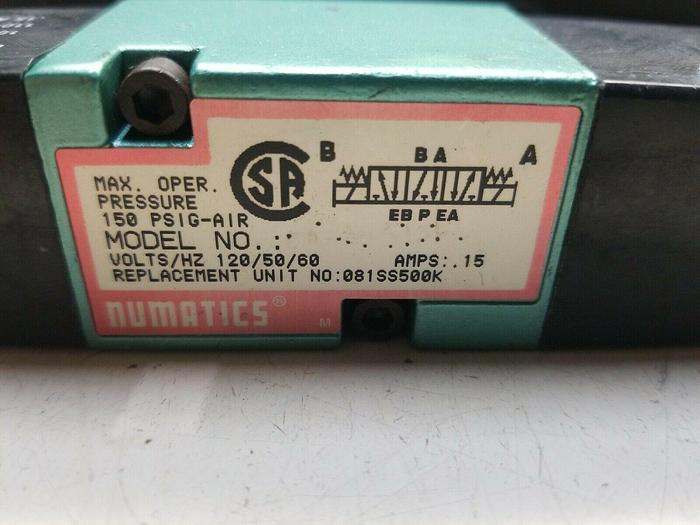 B BA A
SA
MAX. OPER.
PRESSURE
150 PSIG-AIR
EB P EA
MODEL NO.:
VOLTS/HZ 120/50/60 AMPS: .15
REPLACEMENT UNIT NO:081SS500K
NUMATICS®
M